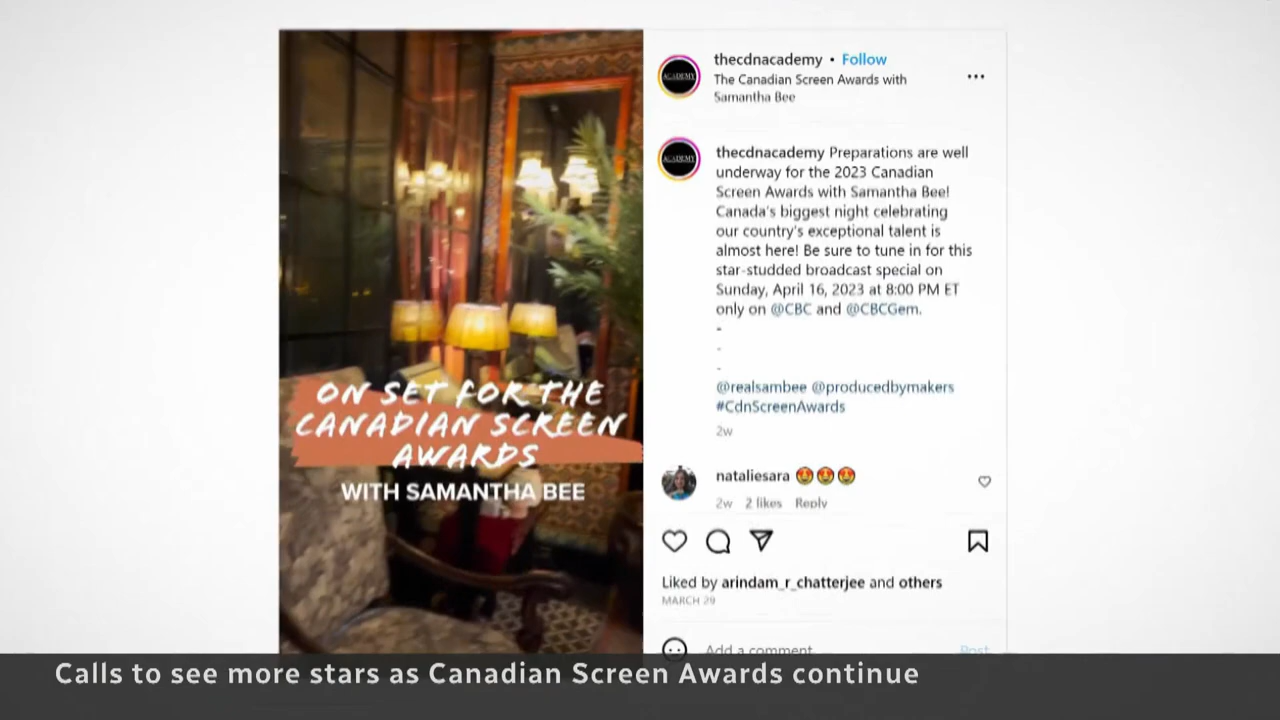 ACADEMY
thecdnacademy • Follow
The Canadian Screen Awards with
Samantha Bee
ACADEMY
thecdnacademy Preparations are well
underway for the 2023 Canadian
Screen Awards with Samantha Bee!
Canada's biggest night celebrating
our country's exceptional talent is
almost here! Be sure to tune in for this
star-studded broadcast special on
Sunday, April 16, 2023 at 8:00 PM ET
only on @CBC and @CBCGem.
-
-
-
@realsambee @producedbymakers
#CdnScreenAwards
2w
nataliesara 😍😍😍
2w 2 likes Reply
Liked by arindam_r_chatterjee and others
MARCH 29
Add a comment
Post
ON SET FOR THE
CANADIAN SCREEN
AWARDS
WITH SAMANTHA BEE
Calls to see more stars as Canadian Screen Awards continue